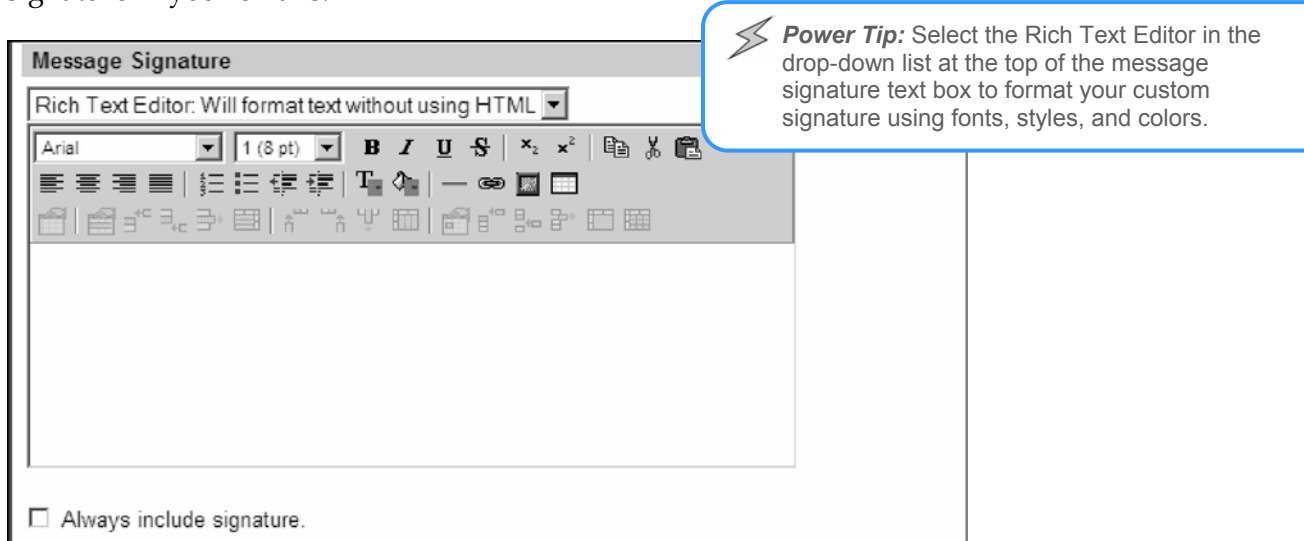 Message Signature
Power Tip: Select the Rich Text Editor in the
drop-down list at the top of the message
signature text box to format your custom
signature using fonts, styles, and colors.
Rich Text Editor: Will format text without using HTML
Arial 1 (8 pt) B I U S x₂ x²
Always include signature.